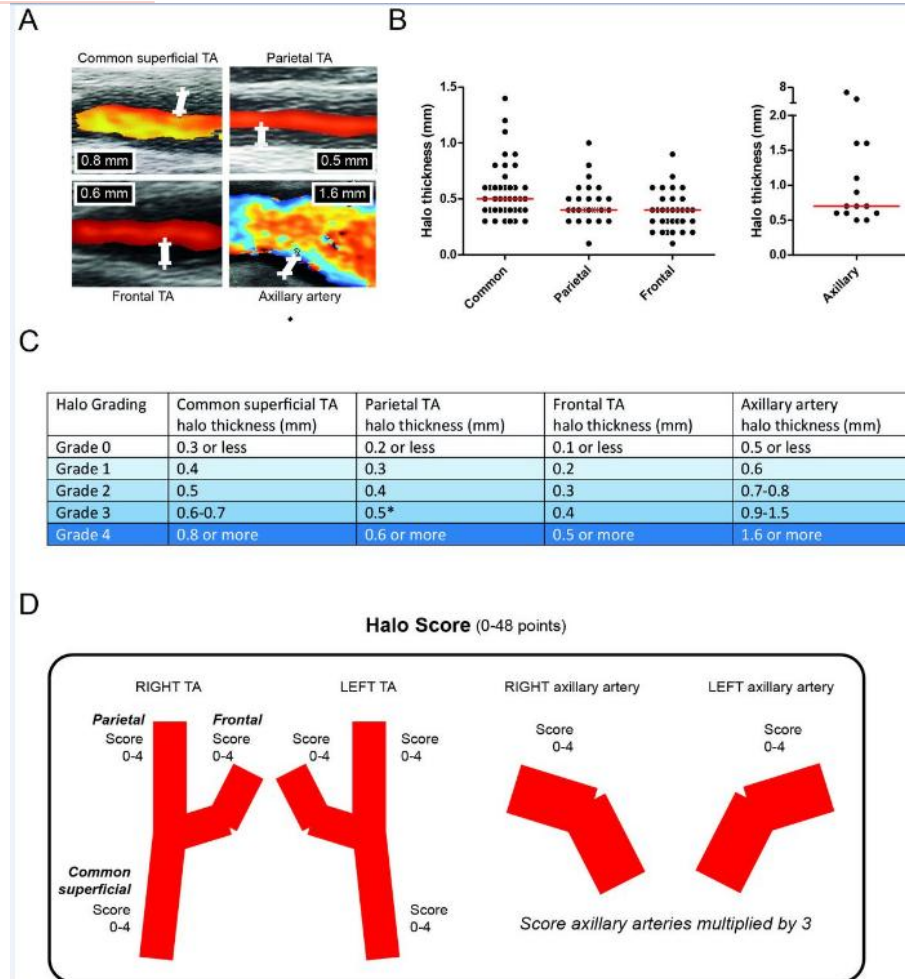 A
Common superficial TA
Parietal TA
0.8 mm
0.5 mm
0.6 mm
1.6 mm
Frontal TA
Axillary artery
*
B
Halo thickness (mm)
1.5
1.0
0.5
0.0
Common
Parietal
Frontal
Halo thickness (mm)
8
2.0
1.5
1.0
0.5
0.0
Axillary
C
Halo Grading Common superficial TA halo thickness (mm) Parietal TA halo thickness (mm) Frontal TA halo thickness (mm) Axillary artery halo thickness (mm)
Grade 0 0.3 or less 0.2 or less 0.1 or less 0.5 or less
Grade 1 0.4 0.3 0.2 0.6
Grade 2 0.5 0.4 0.3 0.7-0.8
Grade 3 0.6-0.7 0.5* 0.4 0.9-1.5
Grade 4 0.8 or more 0.6 or more 0.5 or more 1.6 or more
D
Halo Score (0-48 points)
RIGHT TA
LEFT TA
RIGHT axillary artery
LEFT axillary artery
Parietal
Score
0-4
Frontal
Score
0-4
Score
0-4
Score
0-4
Score
0-4
Score
0-4
Common
superficial
Score
0-4
Score
0-4
Score axillary arteries multiplied by 3